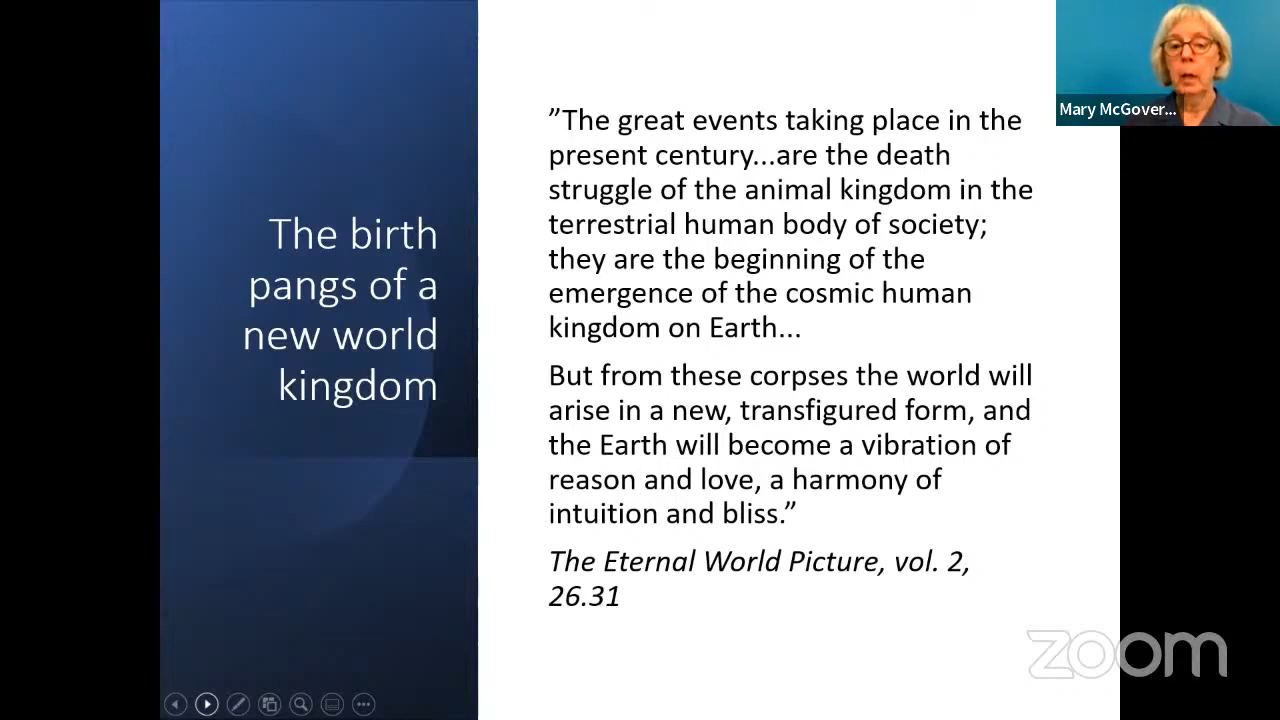 The birth
pangs of a
new world
kingdom
”The great events taking place in the
present century...are the death
struggle of the animal kingdom in the
terrestrial human body of society;
they are the beginning of the
emergence of the cosmic human
kingdom on Earth...
But from these corpses the world will
arise in a new, transfigured form, and
the Earth will become a vibration of
reason and love, a harmony of
intuition and bliss.”
The Eternal World Picture, vol. 2,
26.31
Mary McGover...
zoom